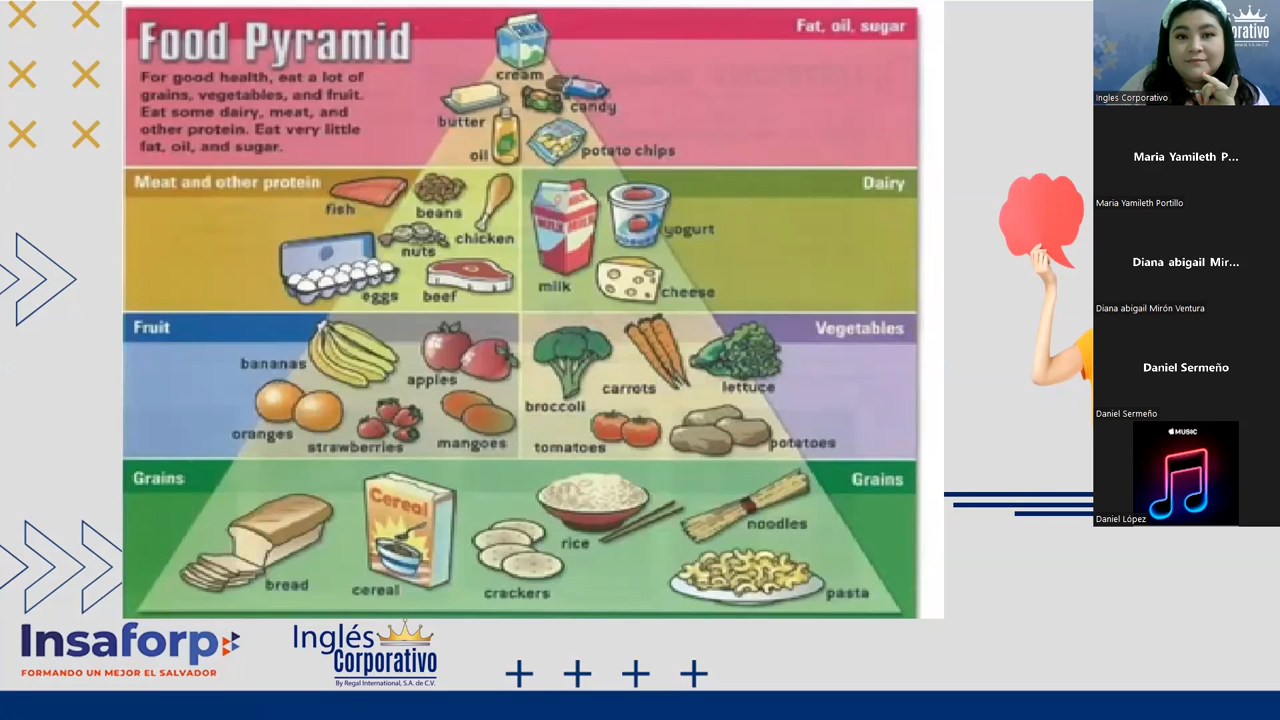 Food Pyramid
For good health, eat a lot of
grains, vegetables, and fruit.
Eat some dairy, meat, and
other protein. Eat very little
fat, oil, and sugar.
Fat, oil, sugar
cream
butter
candy
oil
potato chips
Meat and other protein
fish
beans
chicken
nuts
eggs
beef
Dairy
MILK
yogurt
milk
cheese
Fruit
bananas
apples
oranges
strawberries
mangoes
Vegetables
broccoli
carrots
lettuce
tomatoes
potatoes
Grains
Grains
bread
Cereal
cereal
crackers
rice
noodles
pasta
Insaforp
FORMANDO UN MEJOR EL SALVADOR
Inglés
Corporativo
By Regal International, S.A. de C.V.
Ingles Corporativo
Maria Yamileth P...
Maria Yamileth Portillo
Diana abigail Mir...
Diana abigail Mirón Ventura
Daniel Sermeño
Daniel Sermeño
MUSIC
Daniel López